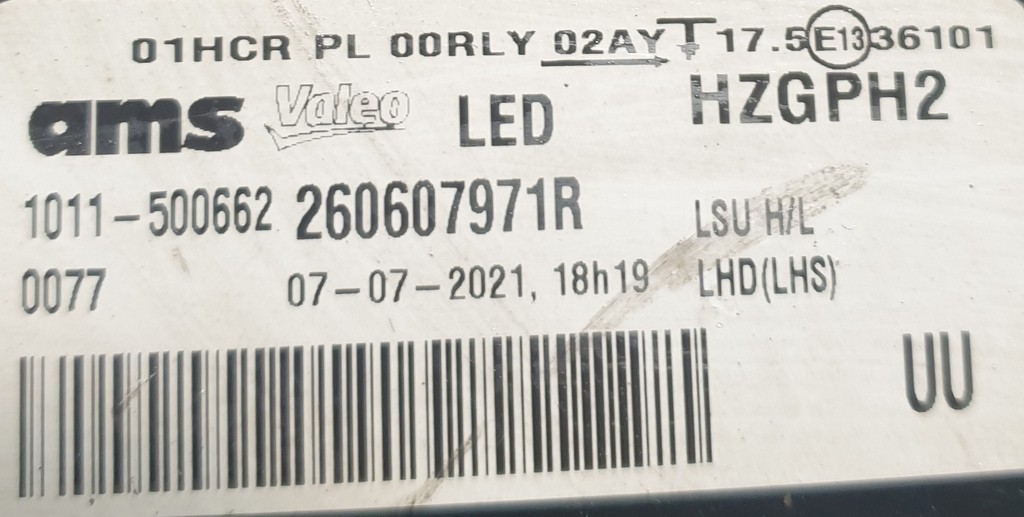 01HCR PL 00RLY 02AY T 17.5 E13 36101
ams Valeo LED HZGPH2
1011-500662 260607971R LSU H/L
0077 07-07-2021, 18h19 LHD(LHS)
UU